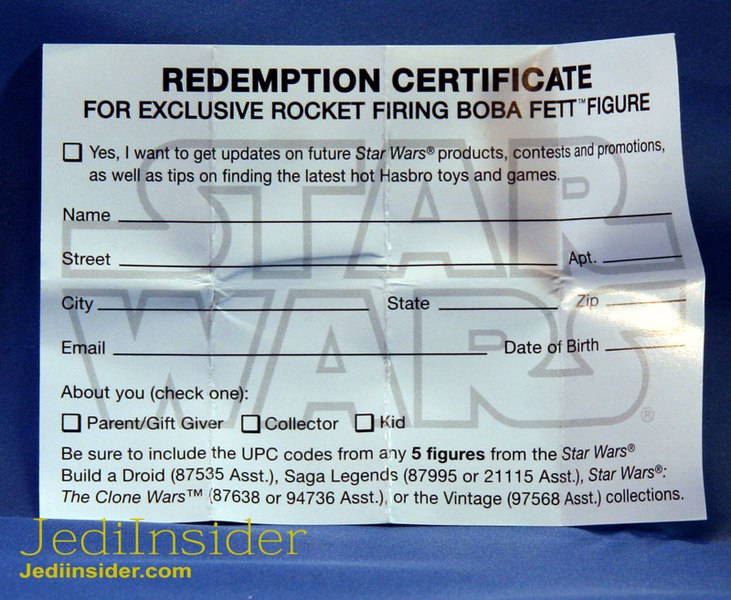 REDEMPTION CERTIFICATE
FOR EXCLUSIVE ROCKET FIRING BOBA FETT™ FIGURE
Yes, I want to get updates on future Star Wars® products, contests and promotions,
as well as tips on finding the latest hot Hasbro toys and games.
Name
Street Apt.
City State Zip
Email Date of Birth
STAR
WARS®
About you (check one):
Parent/Gift Giver Collector Kid
Be sure to include the UPC codes from any 5 figures from the Star Wars®
Build a Droid (87535 Asst.), Saga Legends (87995 or 21115 Asst.), Star Wars®:
The Clone Wars™ (87638 or 94736 Asst.), or the Vintage (97568 Asst.) collections.
JediInsider
Jediinsider.com